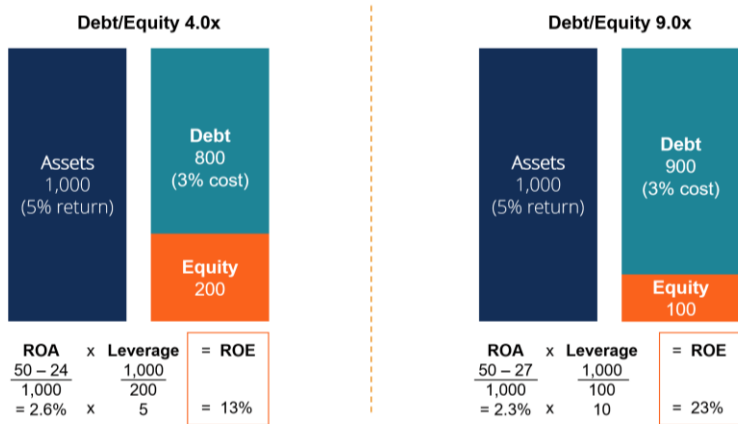 Debt/Equity 4.0x
Assets
1,000
(5% return)
Debt
800
(3% cost)
Equity
200
ROA x Leverage = ROE
50 – 24 1,000
1,000 200
= 2.6% x 5 = 13%
Debt/Equity 9.0x
Assets
1,000
(5% return)
Debt
900
(3% cost)
Equity
100
ROA x Leverage = ROE
50 – 27 1,000
1,000 100
= 2.3% x 10 = 23%